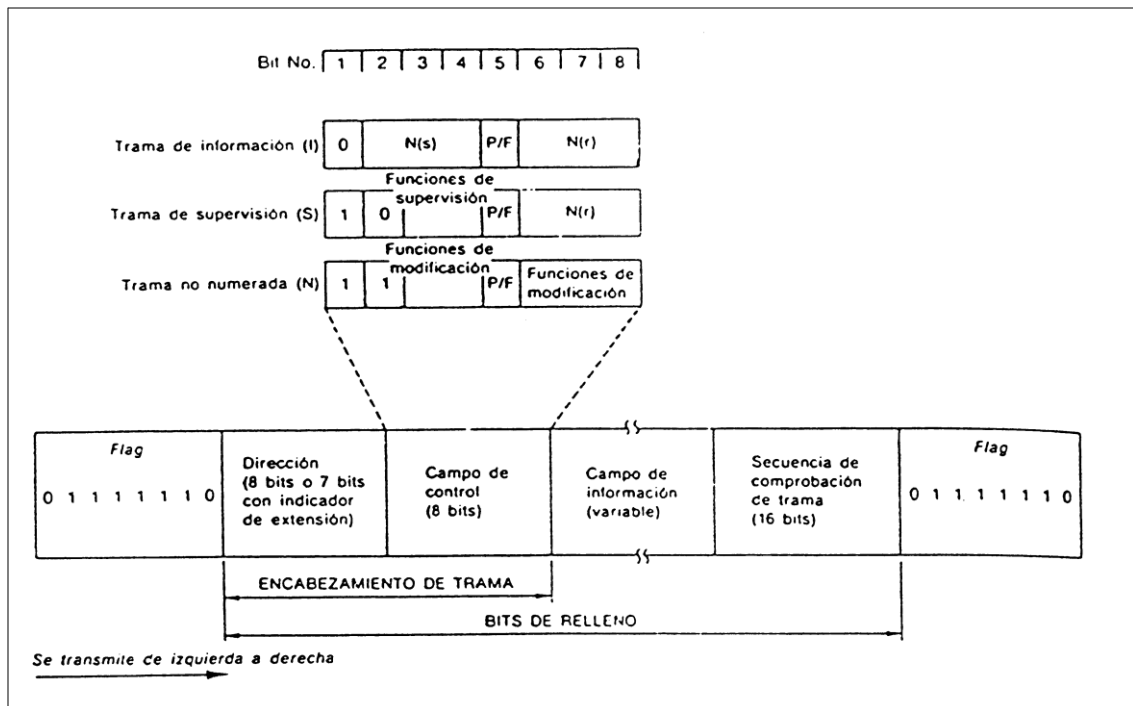 Bit No. 1 2 3 4 5 6 7 8
Trama de información (I) 0 N(s) P/F N(r)
Funciones de
supervisión
Trama de supervisión (S) 1 0 P/F N(r)
Funciones de
modificación
Trama no numerada (N) 1 1 P/F Funciones de
modificación
Flag
0 1 1 1 1 1 1 0
Dirección
(8 bits o 7 bits
con indicador
de extensión)
Campo de
control
(8 bits)
Campo de
información
(variable)
Secuencia de
comprobación
de trama
(16 bits)
Flag
0 1 1 1 1 1 1 0
ENCABEZAMIENTO DE TRAMA
BITS DE RELLENO
Se transmite de izquierda a derecha